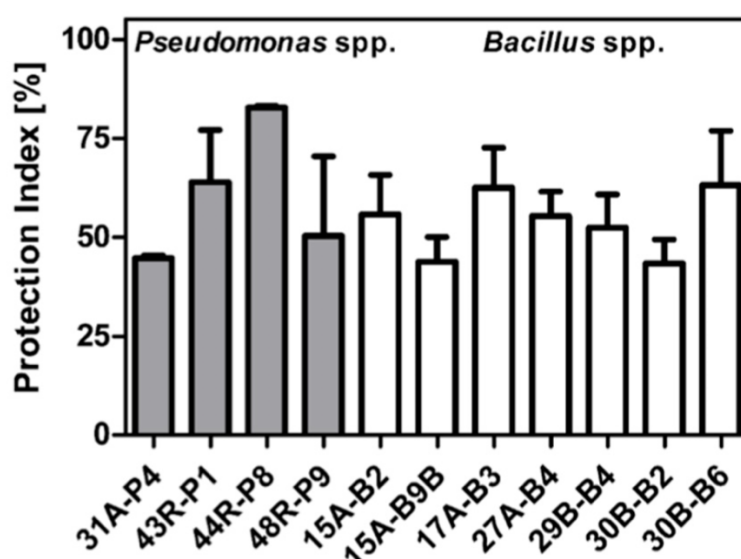 Protection Index [%]
100
75
50
25
0
Pseudomonas spp.
Bacillus spp.
31A-P4
43R-P1
44R-P8
48R-P9
15A-B2
15A-B9B
17A-B3
27A-B4
29B-B4
30B-B2
30B-B6